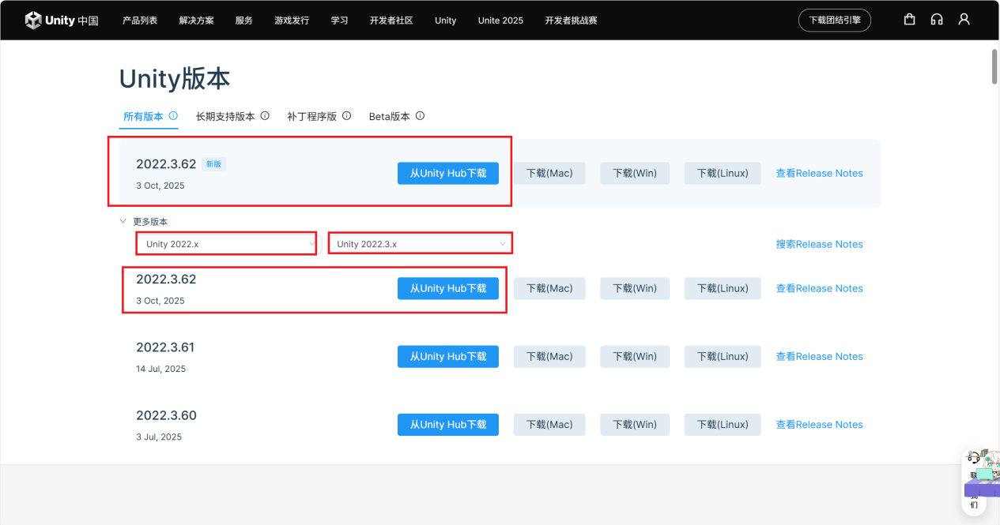 Unity 中国 产品列表 解决方案 服务 游戏发行 学习 开发者社区 Unity Unite 2025 开发者挑战赛 下载团结引擎
Unity版本
所有版本 长期支持版本 补丁程序版 Beta版本
2022.3.62 新版
从Unity Hub下载 下载(Mac) 下载(Win) 下载(Linux) 查看Release Notes
3 Oct, 2025
更多版本
Unity 2022.x Unity 2022.3.x 搜索Release Notes
2022.3.62
从Unity Hub下载 下载(Mac) 下载(Win) 下载(Linux) 查看Release Notes
3 Oct, 2025
2022.3.61
从Unity Hub下载 下载(Mac) 下载(Win) 下载(Linux) 查看Release Notes
14 Jul, 2025
2022.3.60
从Unity Hub下载 下载(Mac) 下载(Win) 下载(Linux) 查看Release Notes
3 Jul, 2025
们